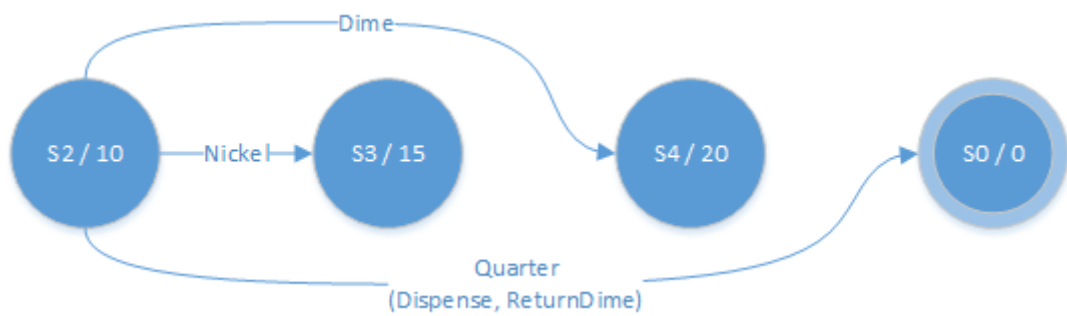 Dime
S2 / 10
Nickel
S3 / 15
S4 / 20
S0 / 0
Quarter
(Dispense, ReturnDime)